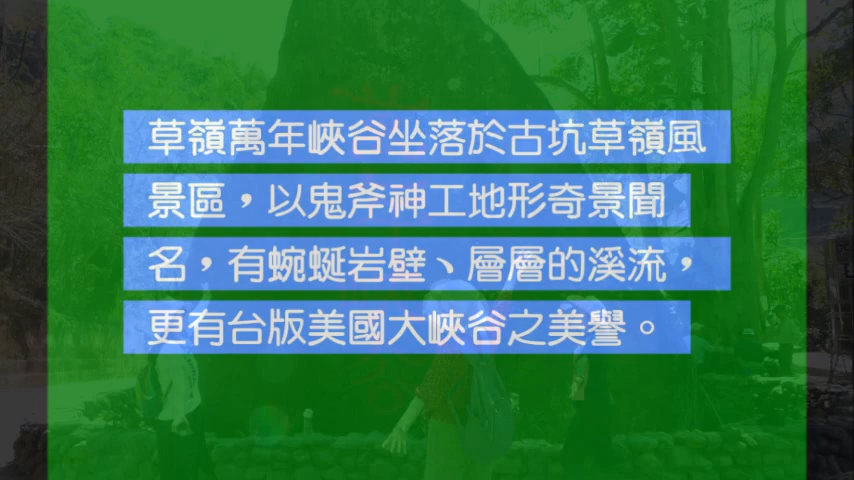 草嶺萬年峽谷坐落於古坑草嶺風
景區，以鬼斧神工地形奇景聞
名，有蜿蜒岩壁、層層的溪流，
更有台版美國大峽谷之美譽。